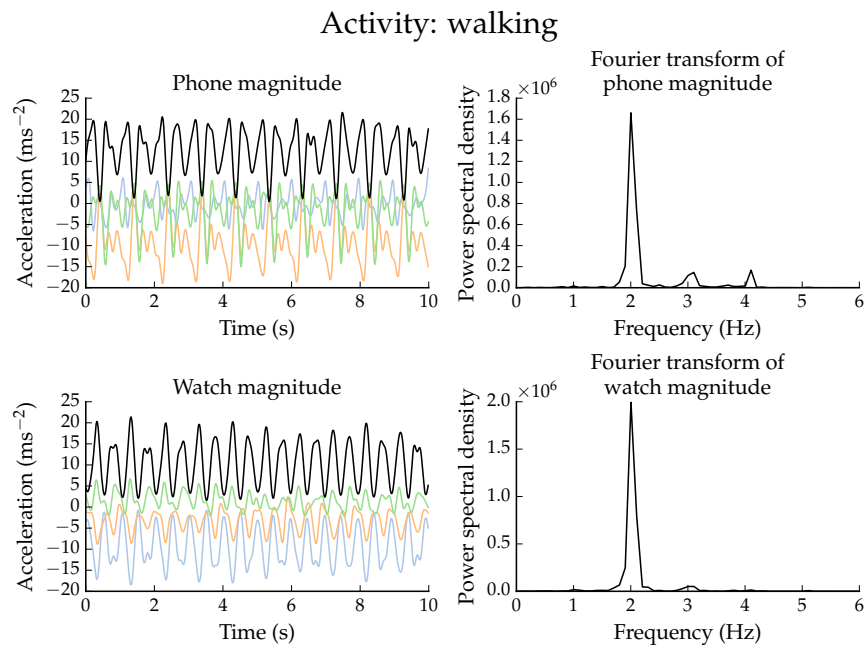 Activity: walking
Phone magnitude
Acceleration (ms⁻²)
25
20
15
10
5
0
−5
−10
−15
−20
0 2 4 6 8 10
Time (s)
Fourier transform of
phone magnitude
×10⁶
Power spectral density
1.8
1.6
1.4
1.2
1.0
0.8
0.6
0.4
0.2
0.0
0 1 2 3 4 5 6
Frequency (Hz)
Watch magnitude
Acceleration (ms⁻²)
25
20
15
10
5
0
−5
−10
−15
−20
0 2 4 6 8 10
Time (s)
Fourier transform of
watch magnitude
×10⁶
Power spectral density
2.0
1.5
1.0
0.5
0.0
0 1 2 3 4 5 6
Frequency (Hz)